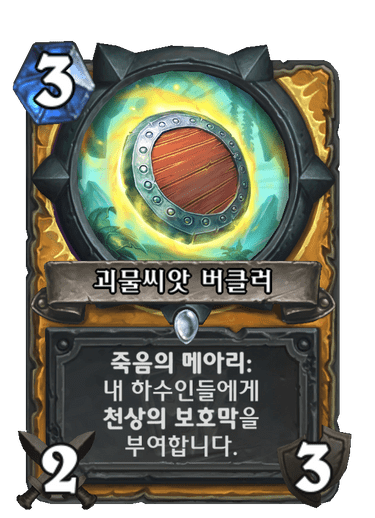 3
괴물씨앗 버클러
죽음의 메아리:
내 하수인들에게
천상의 보호막을
부여합니다.
2
3